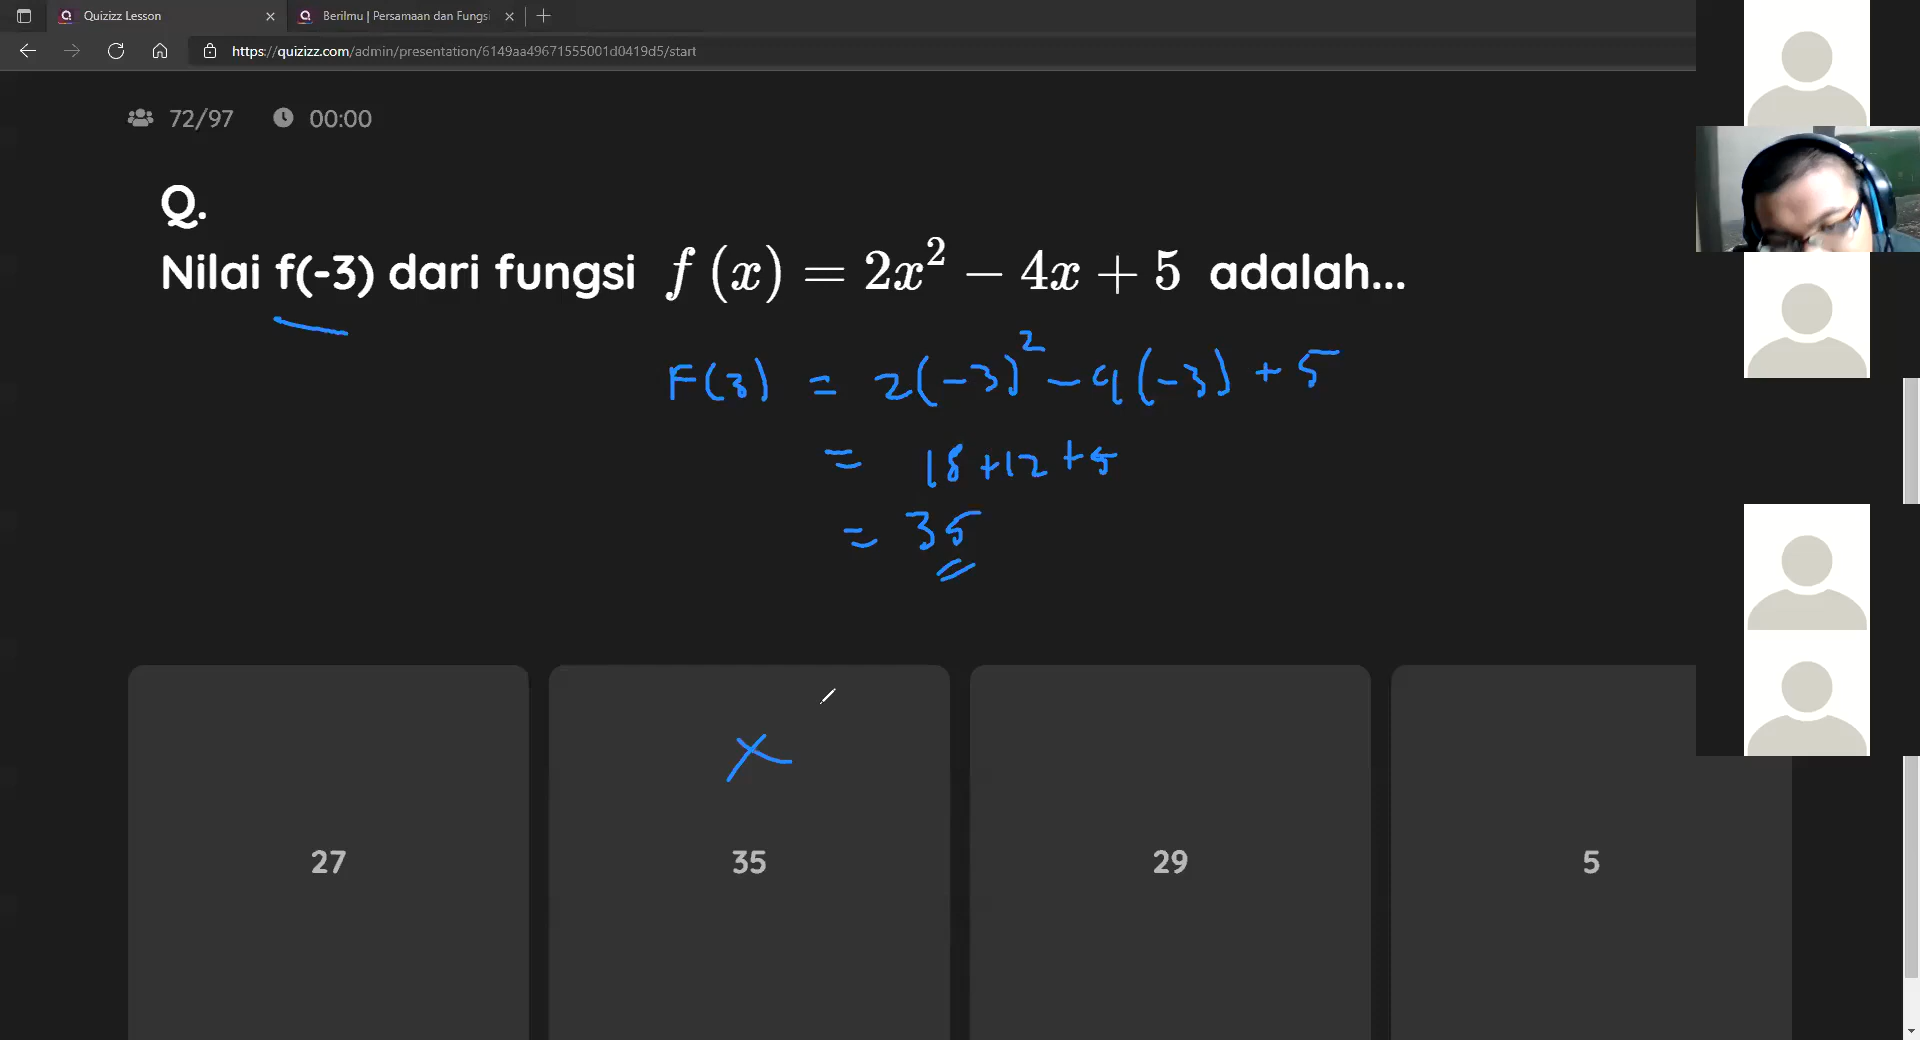 Quizizz Lesson
Berilmu | Persamaan dan Fungsi
https://quizizz.com/admin/presentation/6149aa49671555001d0419d5/start
72/97 00:00
Q.
Nilai f(-3) dari fungsi f(x) = 2x² − 4x + 5 adalah...
F(3) = 2(-3)² - 4(-3) + 5
= 18+12+5
= 35
x
27
35
29
5